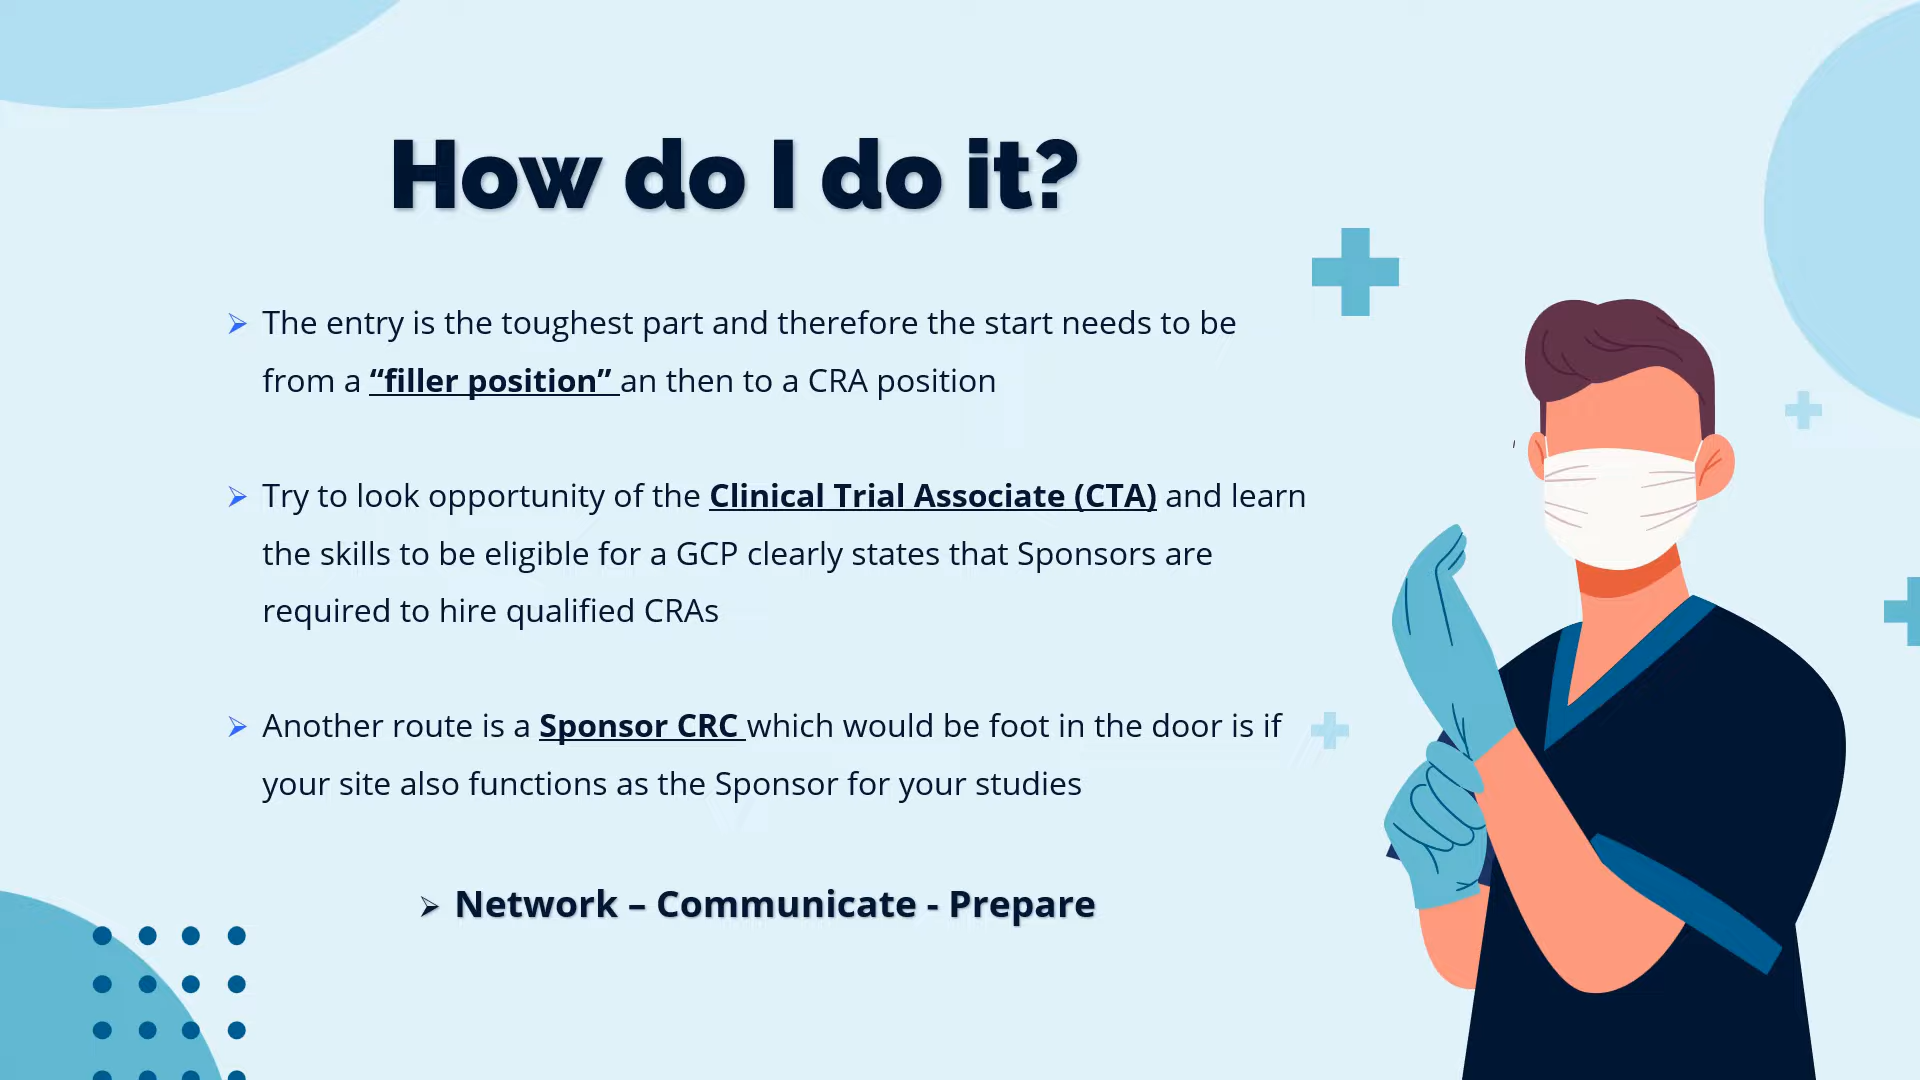 How do I do it?
➢ The entry is the toughest part and therefore the start needs to be
from a “filler position” an then to a CRA position
➢ Try to look opportunity of the Clinical Trial Associate (CTA) and learn
the skills to be eligible for a GCP clearly states that Sponsors are
required to hire qualified CRAs
➢ Another route is a Sponsor CRC which would be foot in the door is if
your site also functions as the Sponsor for your studies
➢ Network – Communicate - Prepare